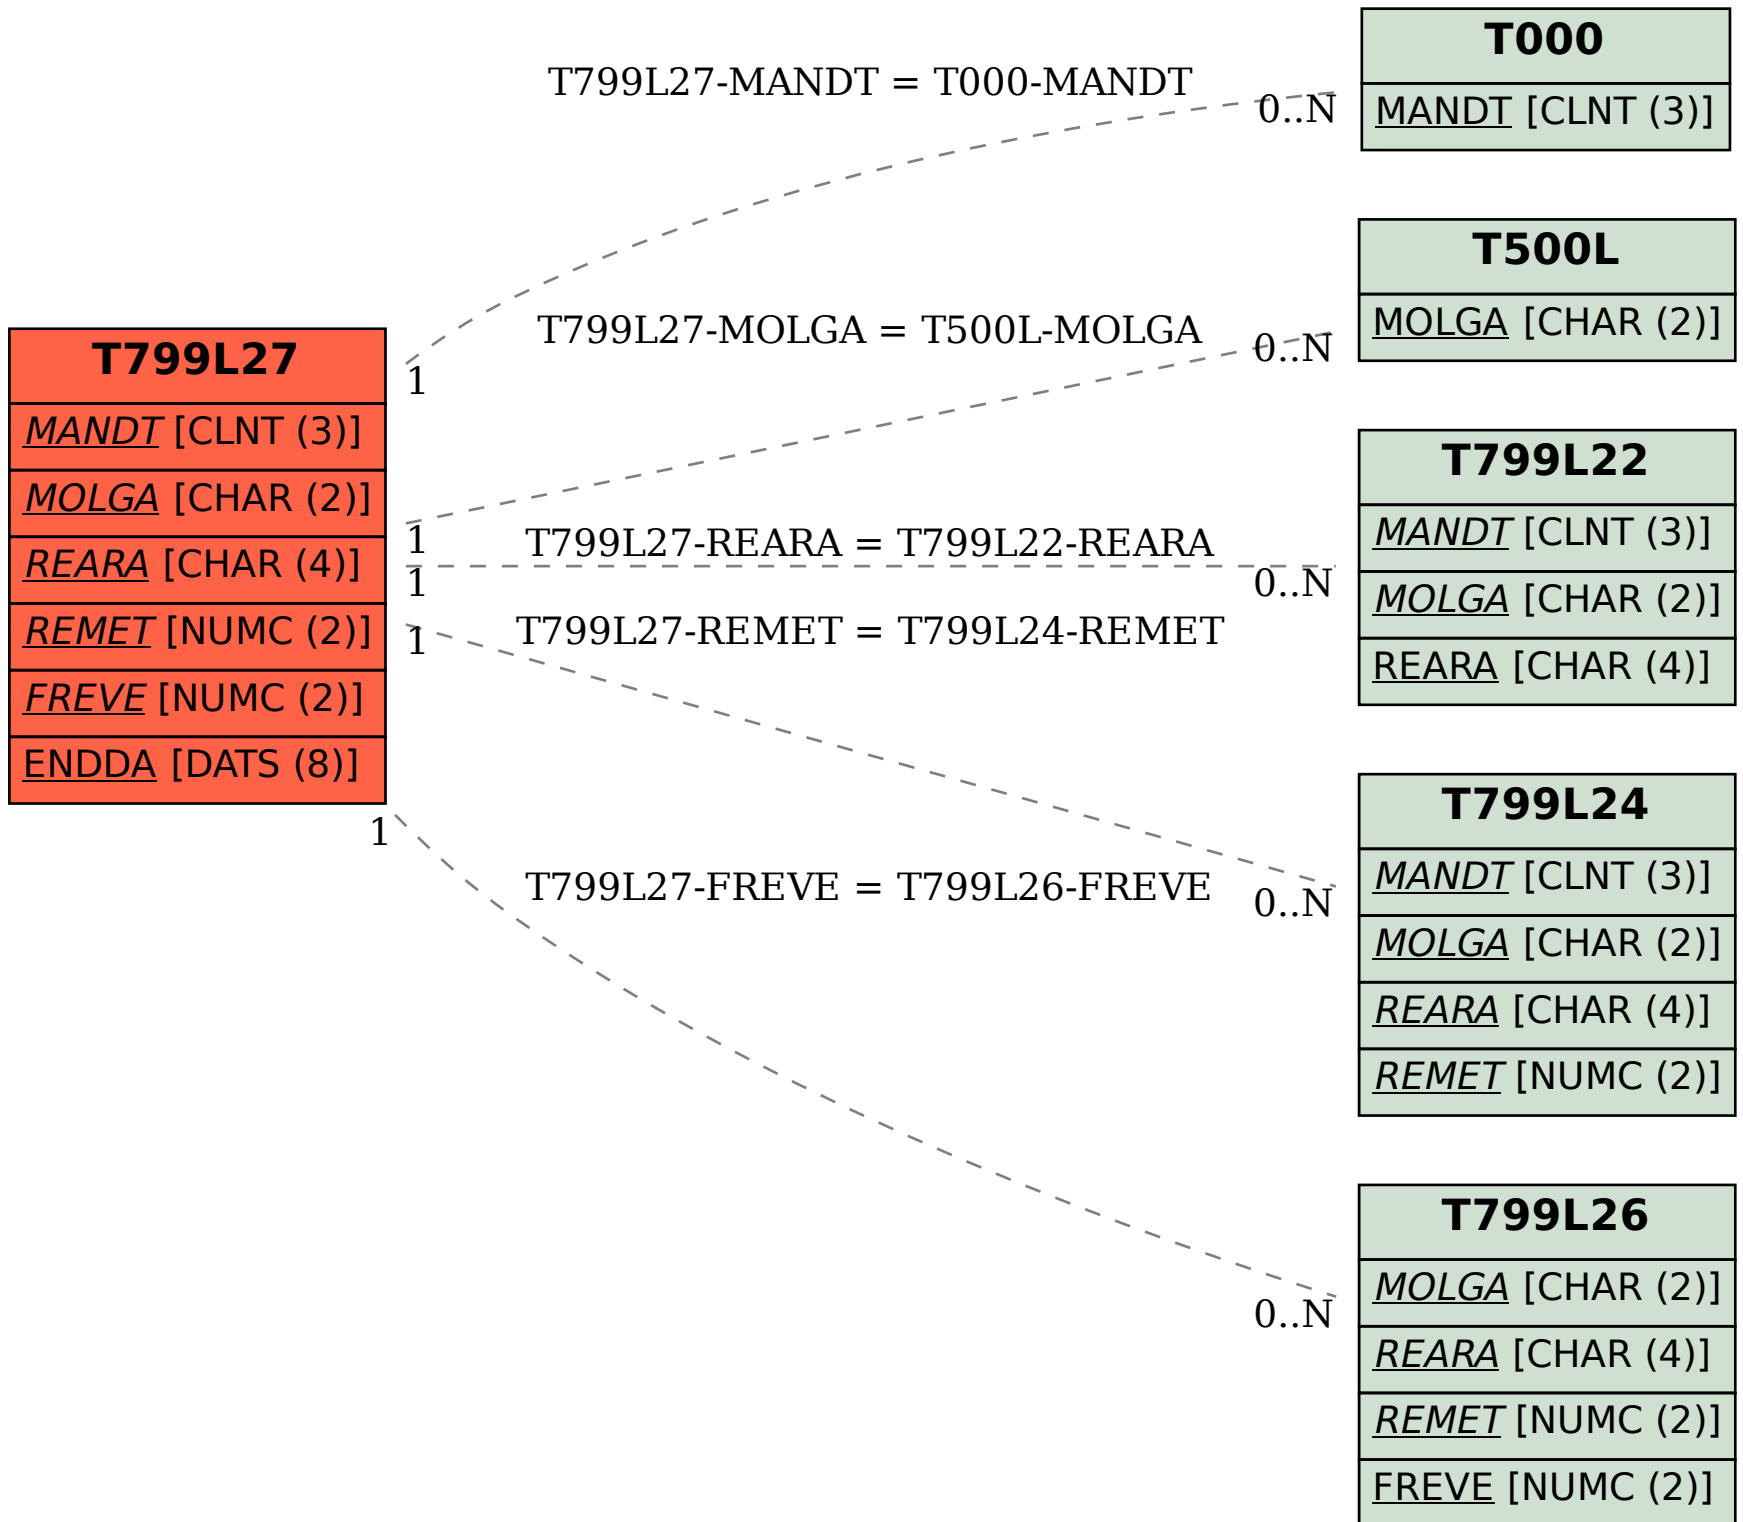 T799L27
MANDT [CLNT (3)]
MOLGA [CHAR (2)]
REARA [CHAR (4)]
REMET [NUMC (2)]
FREVE [NUMC (2)]
ENDDA [DATS (8)]
T799L27-MANDT = T000-MANDT
0..N
1
T799L27-MOLGA = T500L-MOLGA
0..N
1
T799L27-REARA = T799L22-REARA
0..N
1
T799L27-REMET = T799L24-REMET
0..N
1
T799L27-FREVE = T799L26-FREVE
0..N
1
T000
MANDT [CLNT (3)]
T500L
MOLGA [CHAR (2)]
T799L22
MANDT [CLNT (3)]
MOLGA [CHAR (2)]
REARA [CHAR (4)]
T799L24
MANDT [CLNT (3)]
MOLGA [CHAR (2)]
REARA [CHAR (4)]
REMET [NUMC (2)]
T799L26
MOLGA [CHAR (2)]
REARA [CHAR (4)]
REMET [NUMC (2)]
FREVE [NUMC (2)]